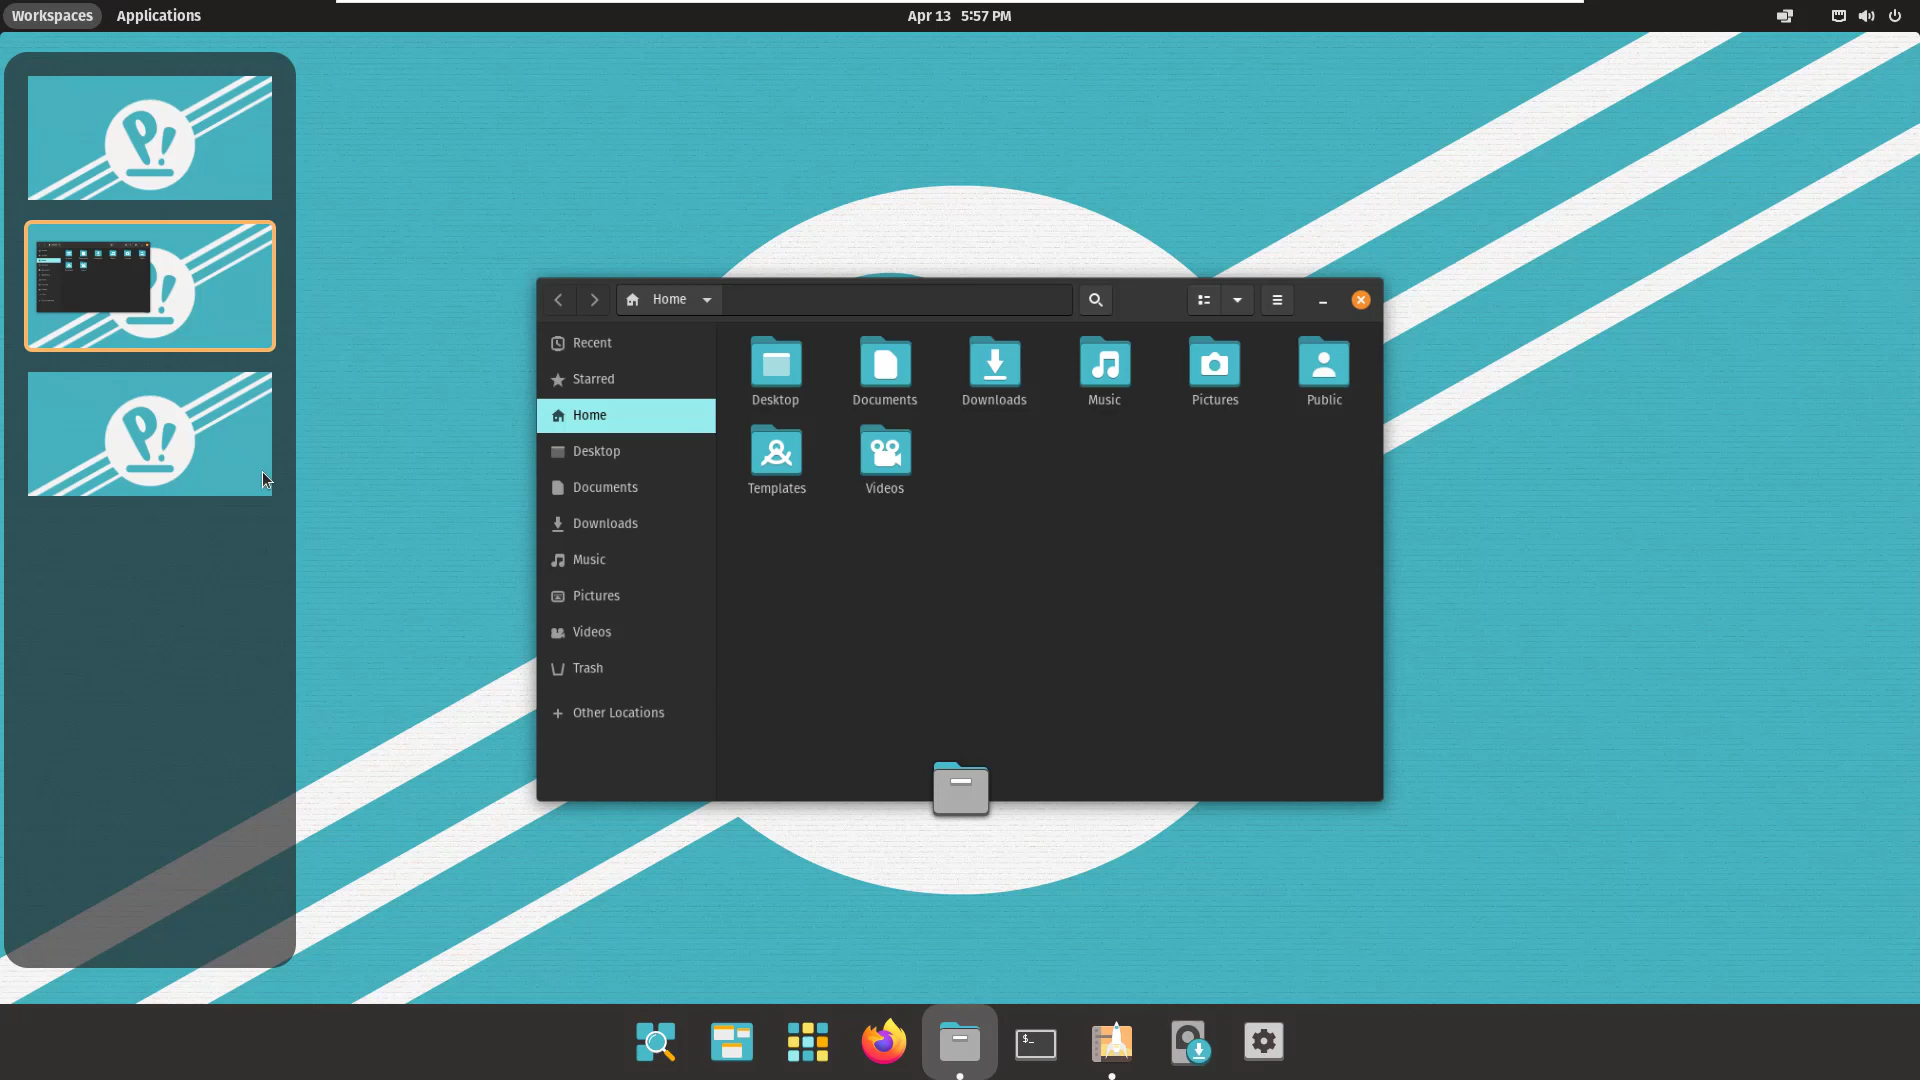 Workspaces Applications Apr 13 5:57 PM
P!
P!
Home
Recent
Starred
Home
Desktop
Documents
Downloads
Music
Pictures
Videos
Trash
Other Locations
Desktop Documents Downloads Music Pictures Public
Templates Videos
$_